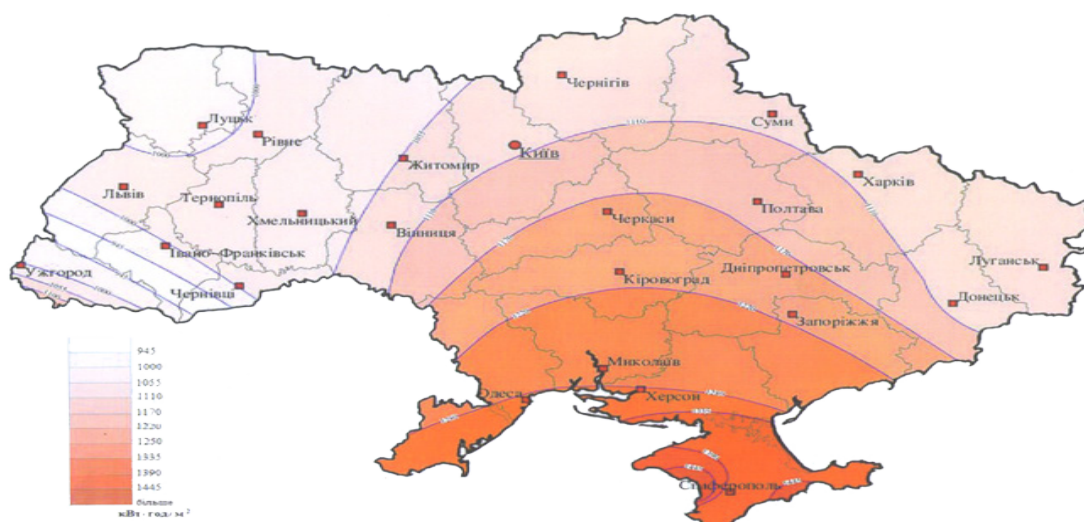 Чернігів
Луцьк
Суми
Рівне
Київ
Житомир
Харків
Львів
Тернопіль
Хмельницький
Полтава
Черкаси
Вінниця
Івано-Франківськ
Ужгород
Луганськ
Кіровоград
Дніпропетровськ
Чернівці
Донецьк
Запоріжжя
Миколаїв
Одеса
Херсон
945
1000
1055
1110
1170
1220
1250
1335
1390
1445
більше
кВт·год/м²